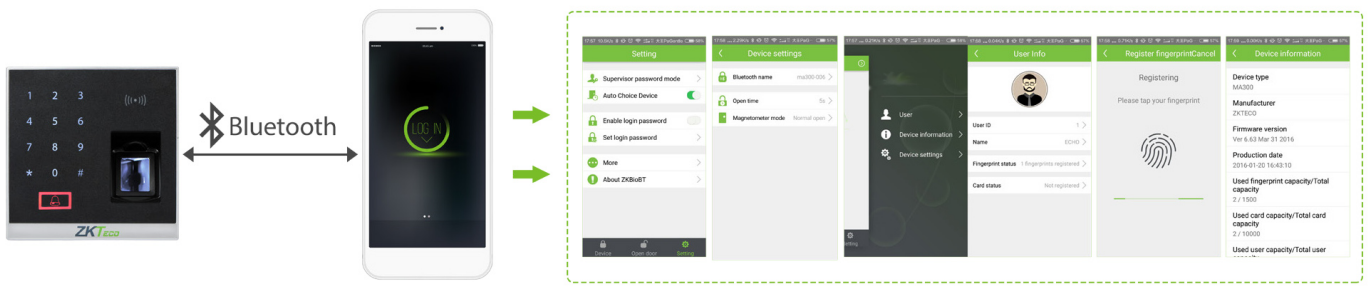 1 2 3
4 5 6
7 8 9
* 0 #
ZKTeco
Bluetooth
LOG IN
Setting
Supervisor password mode
Auto Choice Device
Enable login password
Set login password
More
About ZKBioBT
Device
Open door
Setting
Device settings
Bluetooth name
ma300:006
Open time
5s
Magnetometer mode
Normal open
User
Device information
Device settings
User Info
User ID
1
Name
ECHO
Fingerprint status
1 fingerprints registered
Card status
Not registered
Register fingerprint
Cancel
Registering
Please tap your fingerprint
Device information
Device type
MA300
Manufacturer
ZKTECO
Firmware version
Ver 6.63 Mar 31 2016
Production date
2016-01-20 16:43:10
Used fingerprint capacity/Total
capacity
2 / 1500
Used card capacity/Total card
capacity
2 / 10000
Used user capacity/Total user